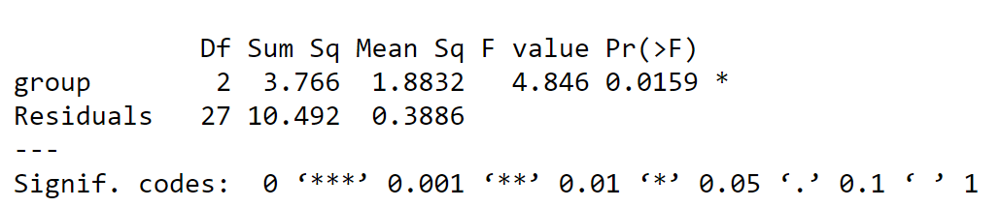 Df Sum Sq Mean Sq F value Pr(>F)
group 2 3.766 1.8832 4.846 0.0159 *
Residuals 27 10.492 0.3886
---
Signif. codes: 0 ‘***’ 0.001 ‘**’ 0.01 ‘*’ 0.05 ‘.’ 0.1 ‘ ’ 1